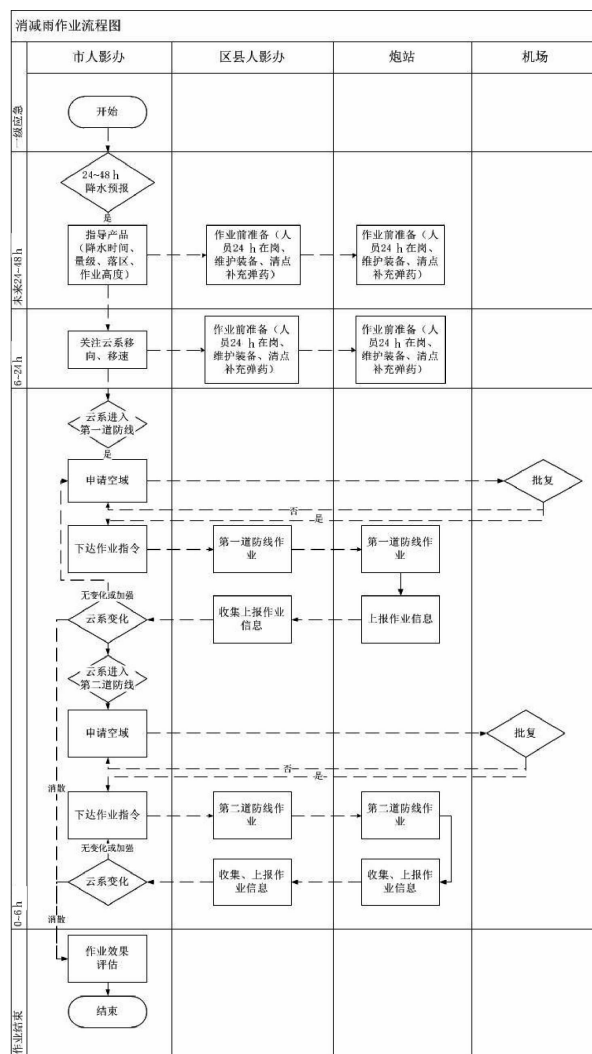 消减雨作业流程图
市人影办
区县人影办
炮站
机场
一级应急
开始
未来24~48 h
24~48 h
降水预报
是
指导产品
（降水时间、
量级、落区、
作业高度）
作业前准备（人
员24 h 在岗、
维护装备、清点
补充弹药）
作业前准备（人
员24 h 在岗、
维护装备、清点
补充弹药）
6~24 h
关注云系移
向、移速
作业前准备（人
员24 h 在岗、
维护装备、清点
补充弹药）
作业前准备（人
员24 h 在岗、
维护装备、清点
补充弹药）
0~6 h
云系进入
第一道防线
是
申请空域
批复
否
是
下达作业指令
第一道防线作
业
第一道防线作
业
无变化或加强
云系变化
收集上报作业
信息
上报作业信息
云系进入
第二道防线
申请空域
批复
否
是
消散
下达作业指令
第二道防线作
业
第二道防线作
业
无变化或加强
云系变化
收集、上报作
业信息
收集、上报作
业信息
消散
作业结束
作业效果
评估
结束